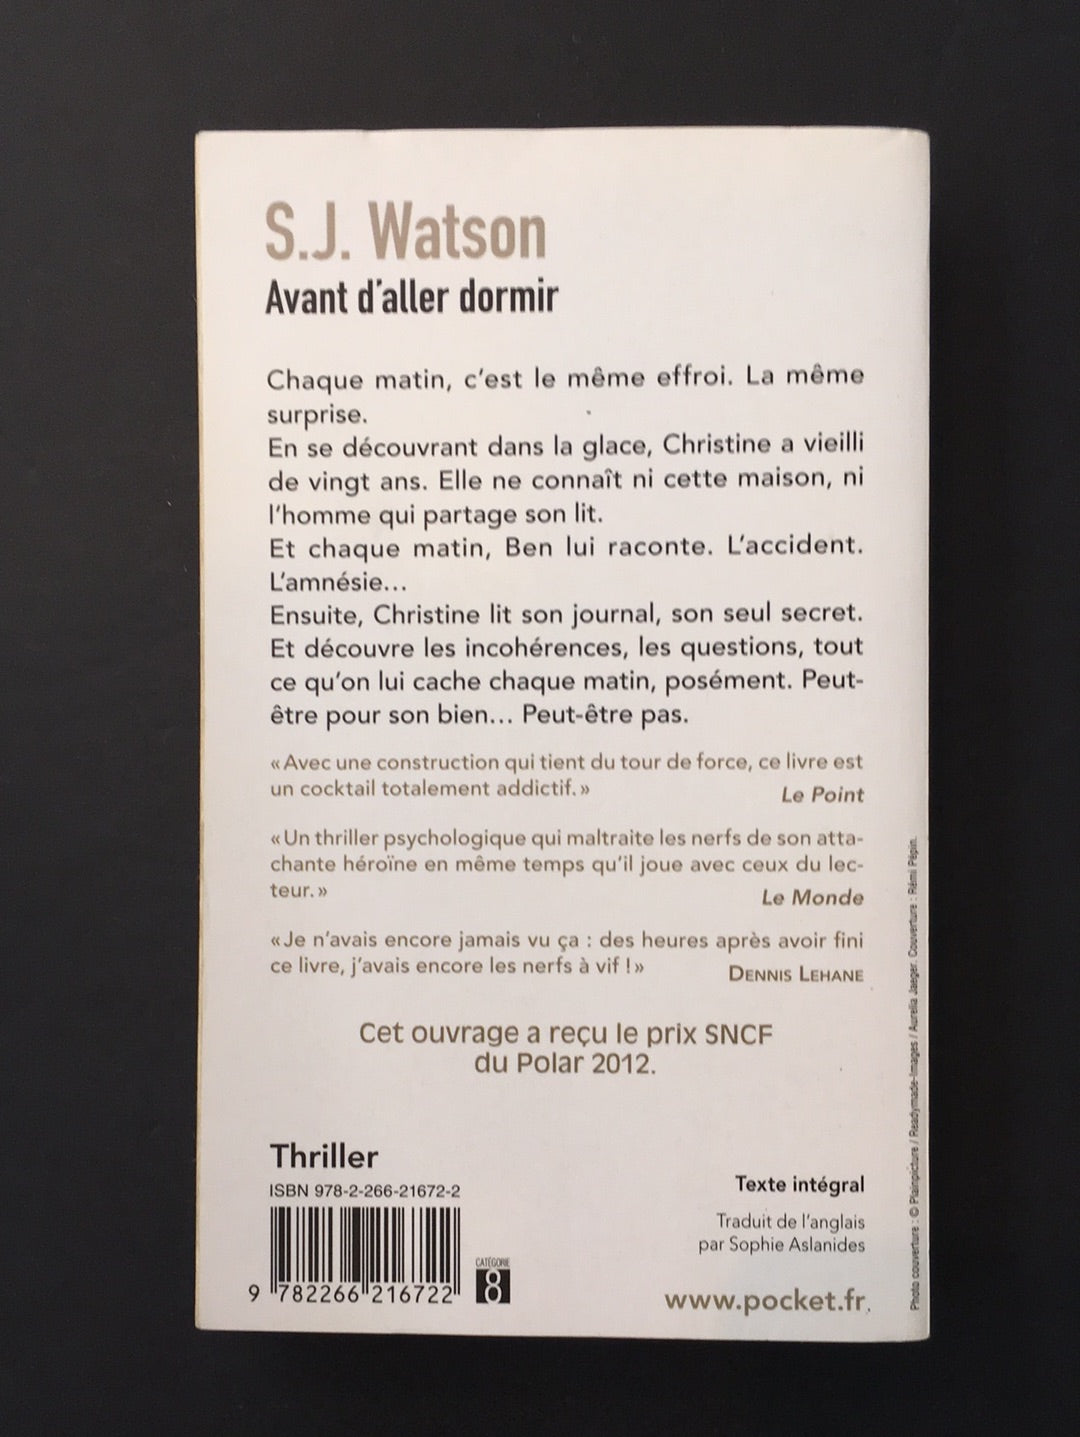 S.J. Watson
Avant d'aller dormir
Chaque matin, c'est le même effroi. La même
surprise.
En se découvrant dans la glace, Christine a vieilli
de vingt ans. Elle ne connaît ni cette maison, ni
l'homme qui partage son lit.
Et chaque matin, Ben lui raconte. L'accident.
L'amnésie...
Ensuite, Christine lit son journal, son seul secret.
Et découvre les incohérences, les questions, tout
ce qu'on lui cache chaque matin, posément. Peut-
être pour son bien... Peut-être pas.
« Avec une construction qui tient du tour de force, ce livre est
un cocktail totalement addictif. »
Le Point
« Un thriller psychologique qui maltraite les nerfs de son atta-
chante héroïne en même temps qu'il joue avec ceux du lec-
teur. »
Le Monde
« Je n'avais encore jamais vu ça : des heures après avoir fini
ce livre, j'avais encore les nerfs à vif ! »
DENNIS LEHANE
Cet ouvrage a reçu le prix SNCF
du Polar 2012.
Thriller
ISBN 978-2-266-21672-2
9 782266 216722
CATÉGORIE
8
Texte intégral
Traduit de l'anglais
par Sophie Aslanides
www.pocket.fr
Photo couverture : © Plainpicture / Readymade-Images / Aurelia Jaeger. Couverture : Rémi Pépin.